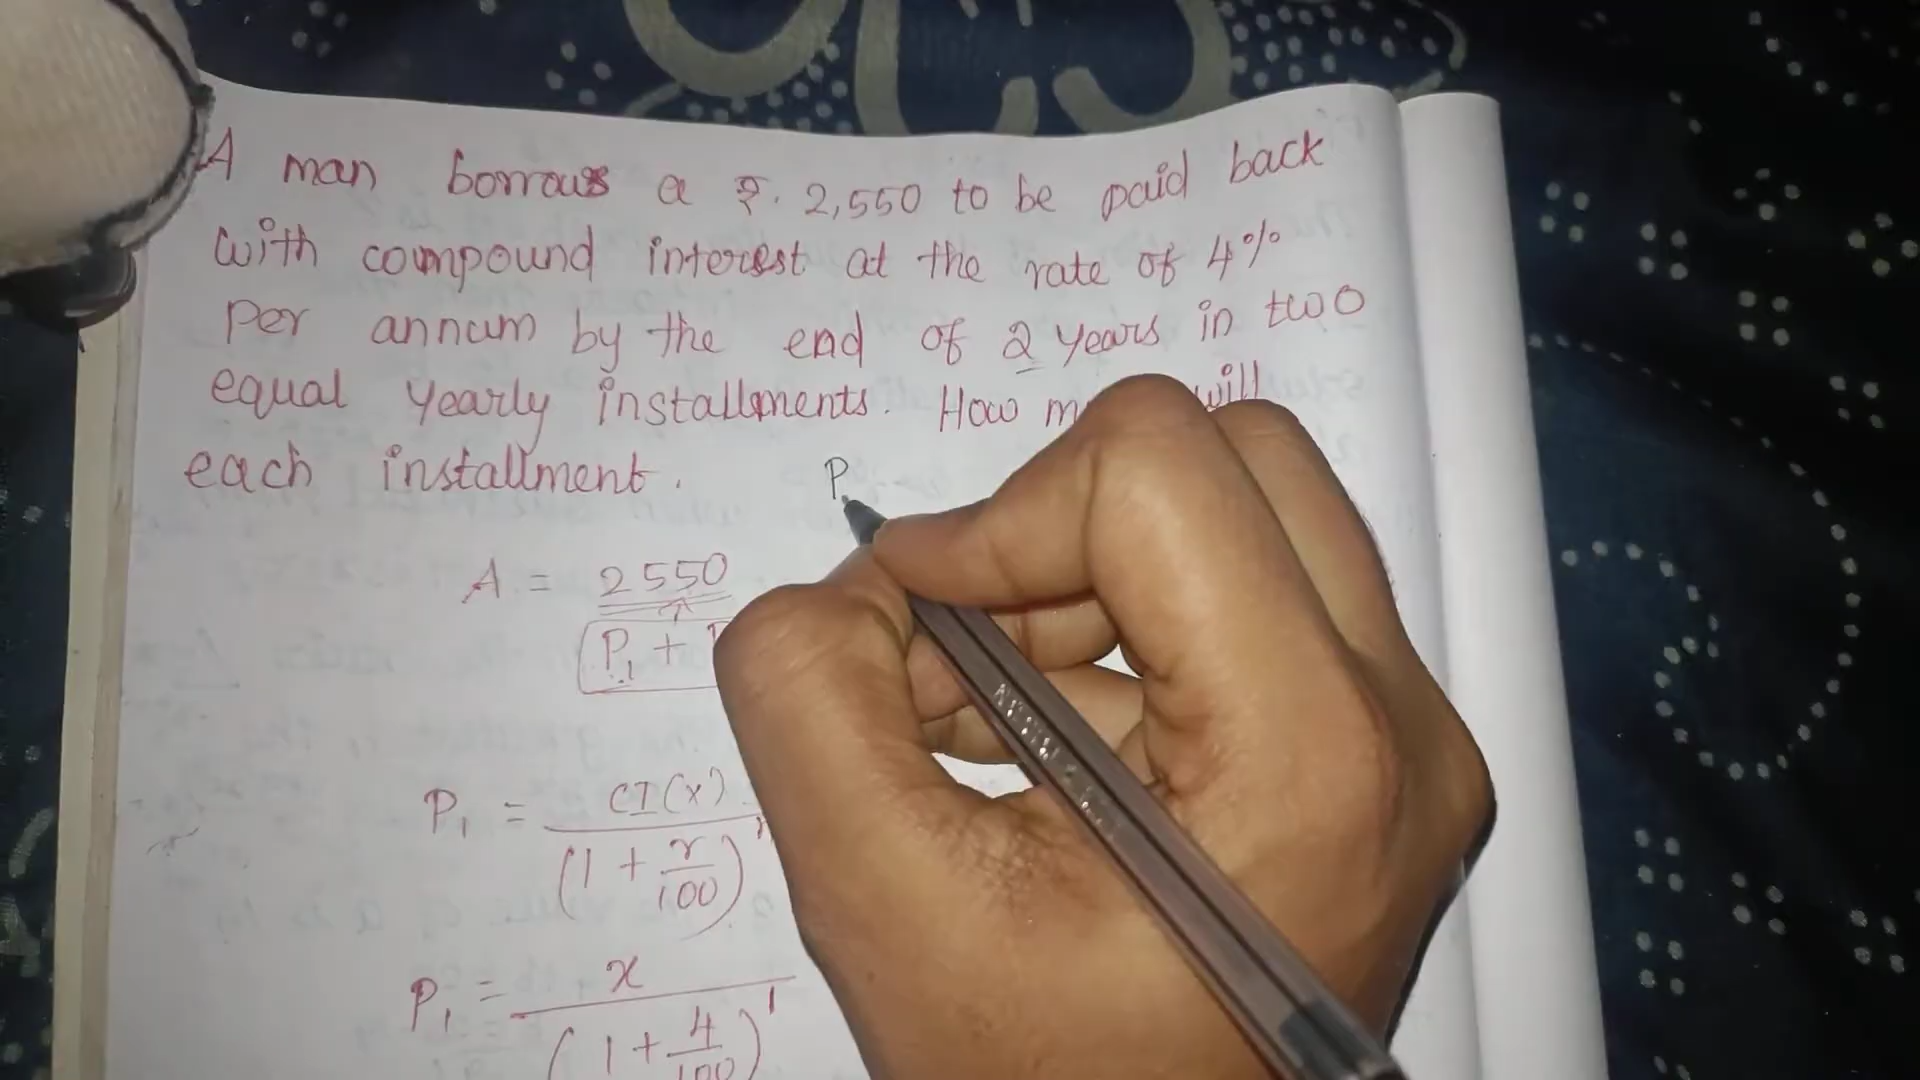 A man borrows a ₹. 2,550 to be paid back
with compound interest at the rate of 4%
per annum by the end of 2 years in two
equal yearly installments. How will
each installment.
P
A = 2550
P₁ +
P₁ = CI(x)
(1 + r/100)
P₁ = x
(1 + 4/100)¹